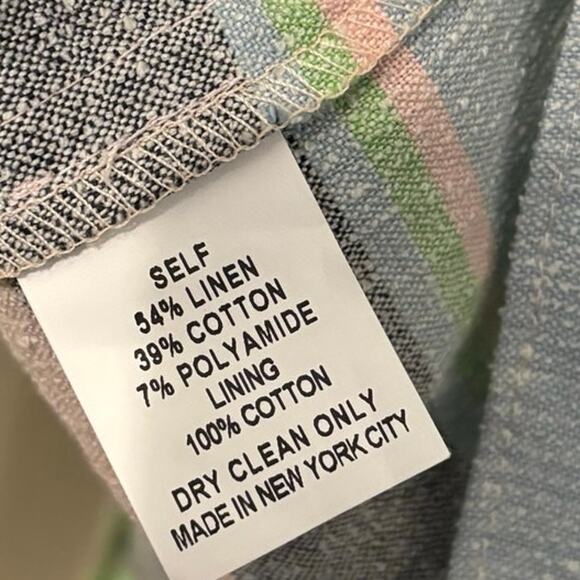 SELF
54% LINEN
39% COTTON
7% POLYAMIDE
LINING
100% COTTON
DRY CLEAN ONLY
MADE IN NEW YORK CITY